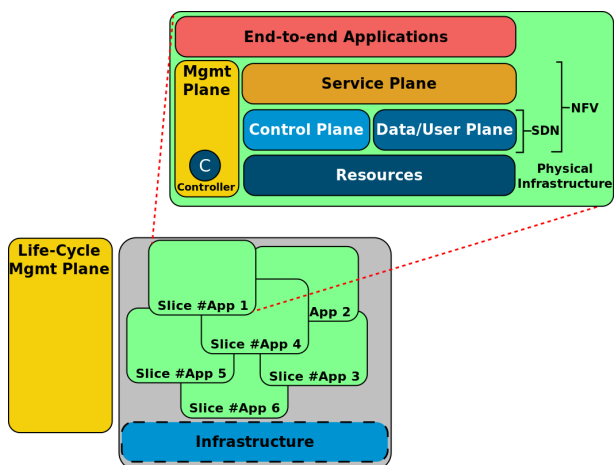 End-to-end Applications
Mgmt
Plane
Service Plane
Control Plane
Data/User Plane
SDN
NFV
C
Controller
Resources
Physical
Infrastructure
Life-Cycle
Mgmt Plane
Slice #App 1
App 2
Slice #App 4
Slice #App 5
Slice #App 3
Slice #App 6
Infrastructure